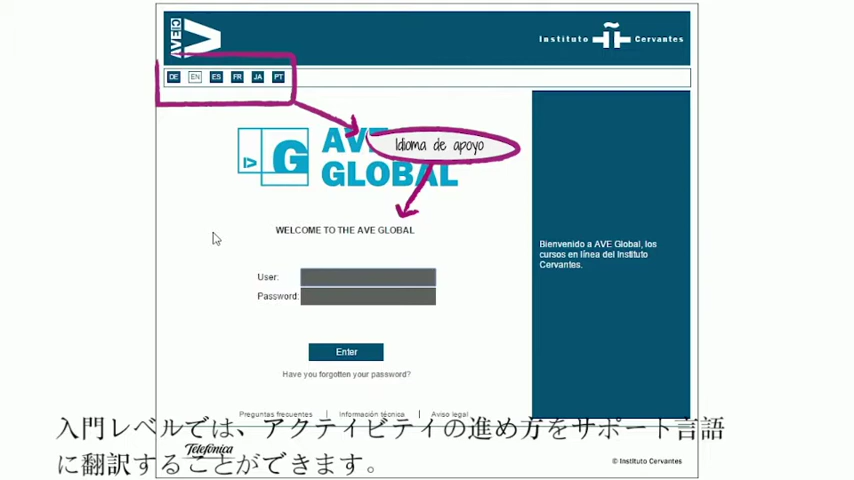 AVE
Instituto Cervantes
DE EN ES FR JA PT
Idioma de apoyo
G AVE
GLOBAL
WELCOME TO THE AVE GLOBAL
Bienvenido a AVE Global, los
cursos en línea del Instituto
Cervantes.
User:
Password:
Enter
Have you forgotten your password?
Preguntas frecuentes | Información técnica | Aviso legal
入門レベルでは、アクティビティの進め方をサポート言語
に翻訳することができます。
Telefónica
© Instituto Cervantes